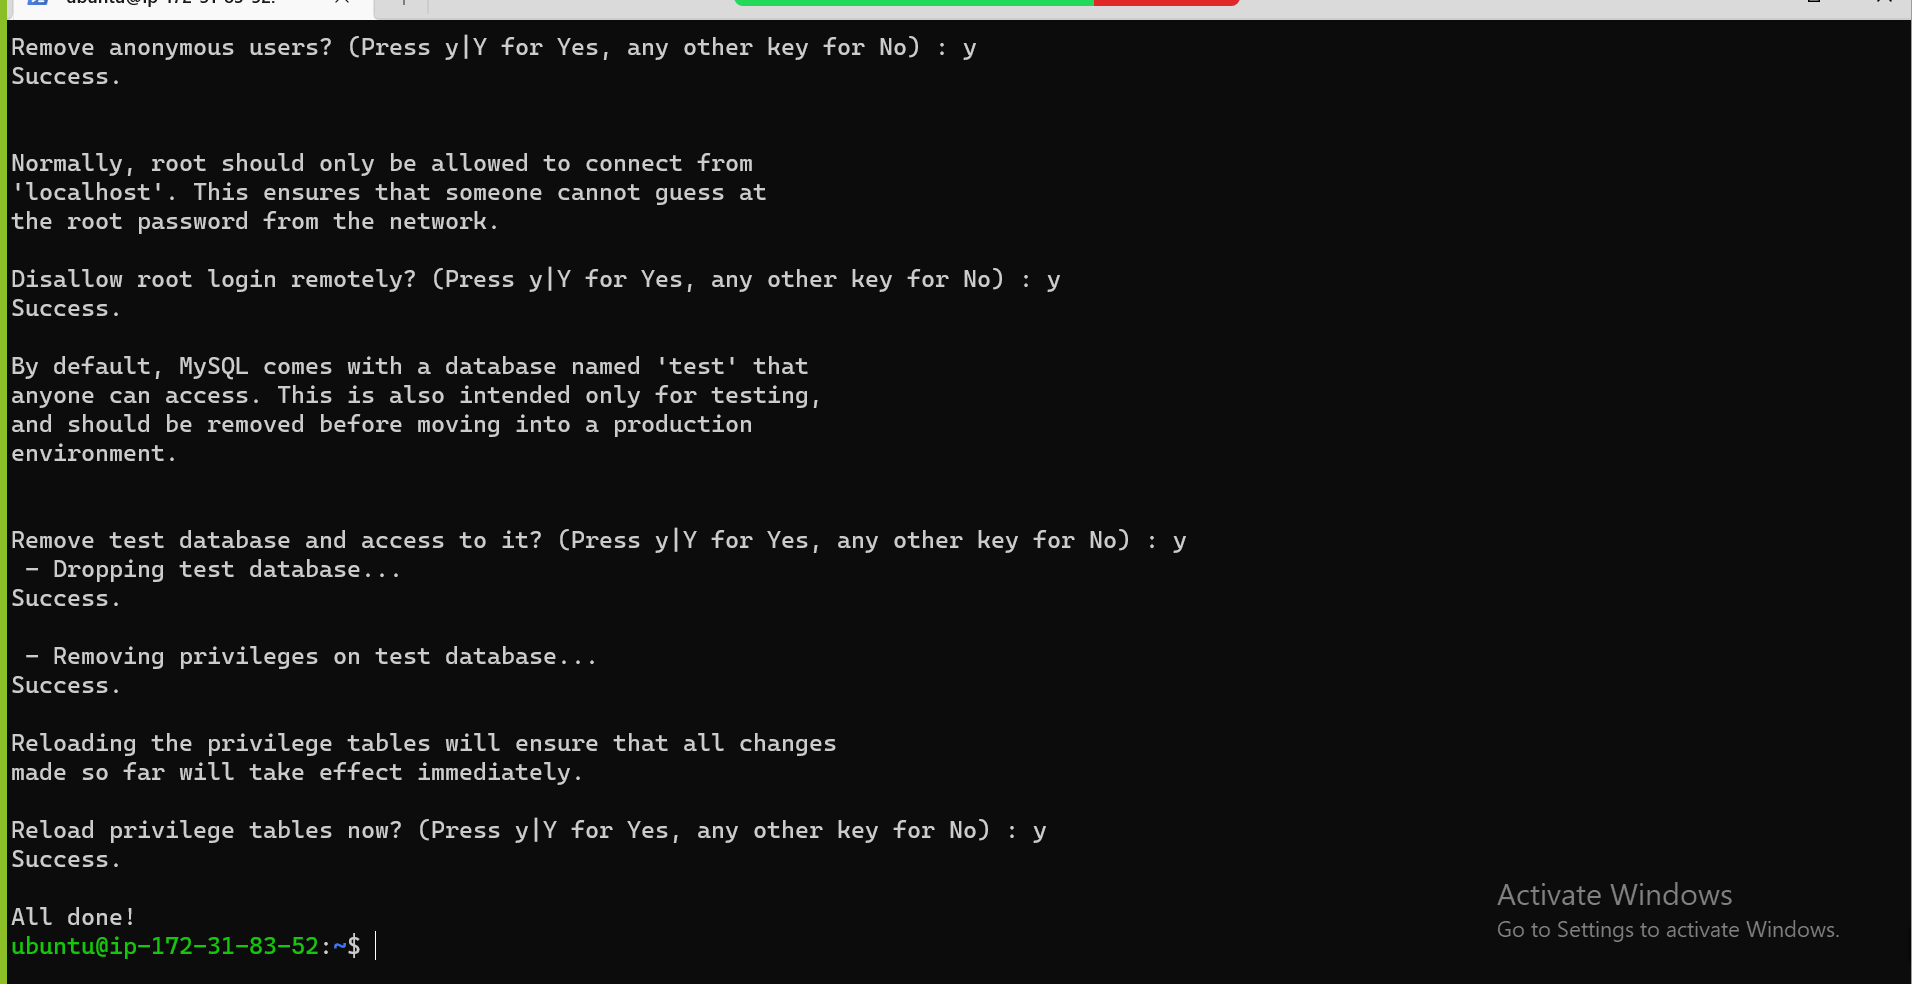 ubuntu@ip-172-31-83-52:
Remove anonymous users? (Press y|Y for Yes, any other key for No) : y
Success.
Normally, root should only be allowed to connect from
'localhost'. This ensures that someone cannot guess at
the root password from the network.
Disallow root login remotely? (Press y|Y for Yes, any other key for No) : y
Success.
By default, MySQL comes with a database named 'test' that
anyone can access. This is also intended only for testing,
and should be removed before moving into a production
environment.
Remove test database and access to it? (Press y|Y for Yes, any other key for No) : y
 - Dropping test database...
Success.
 - Removing privileges on test database...
Success.
Reloading the privilege tables will ensure that all changes
made so far will take effect immediately.
Reload privilege tables now? (Press y|Y for Yes, any other key for No) : y
Success.
All done!
ubuntu@ip-172-31-83-52:~$
Activate Windows
Go to Settings to activate Windows.